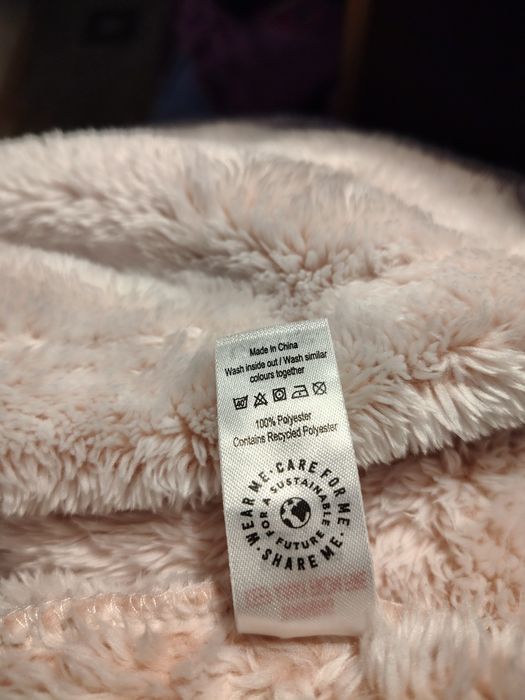 Made In China
Wash inside out / Wash similar
colours together
40
100% Polyester
Contains Recycled Polyester
WEAR ME · CARE FOR ME · SHARE ME ·
FOR A SUSTAINABLE FUTURE